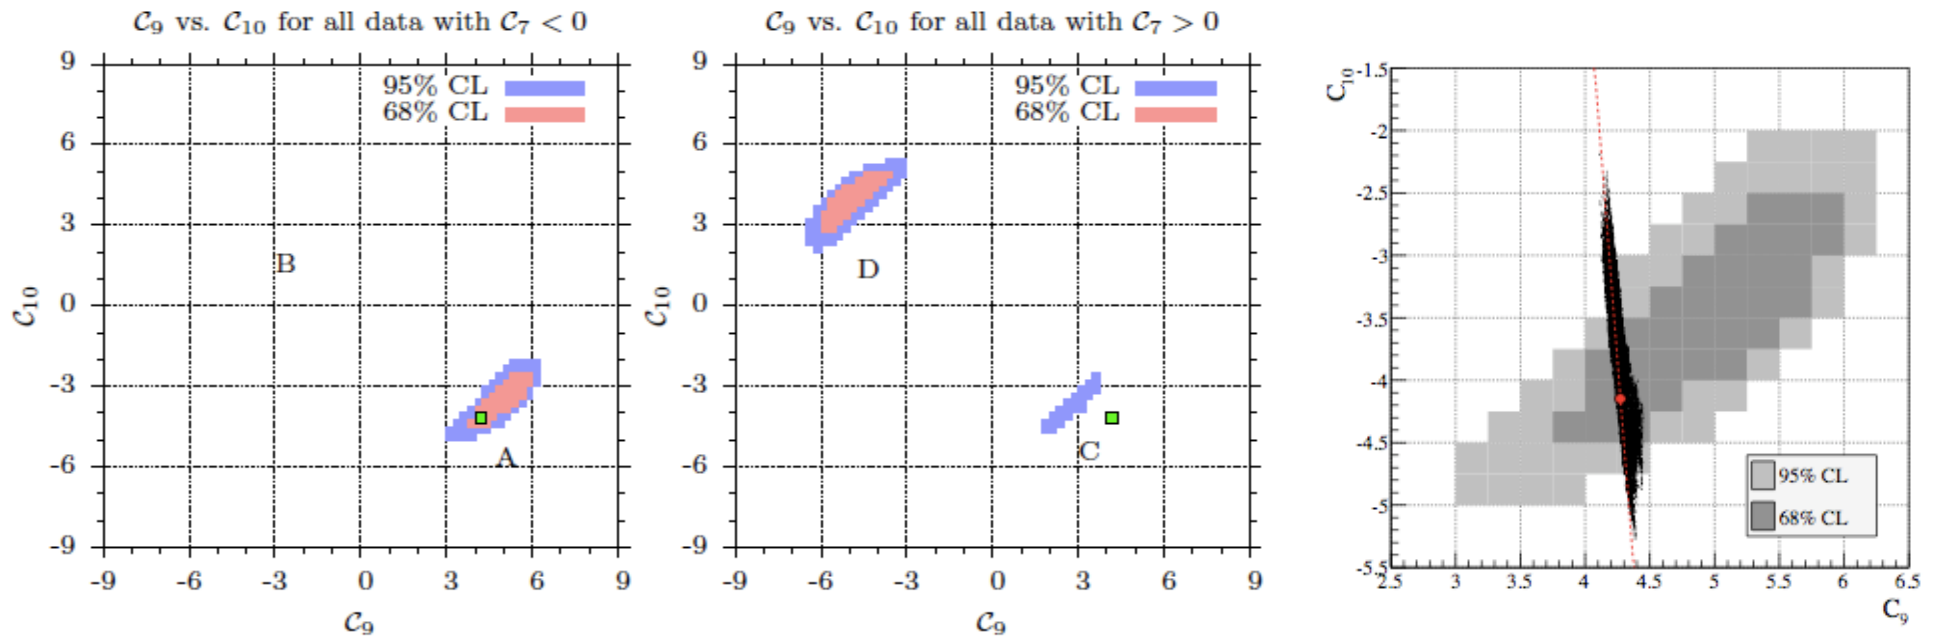 C₉ vs. C₁₀ for all data with C₇ < 0
95% CL
68% CL
9
6
3
0
-3
-6
-9
C₁₀
B
A
-9 -6 -3 0 3 6 9
C₉
C₉ vs. C₁₀ for all data with C₇ > 0
95% CL
68% CL
9
6
3
0
-3
-6
-9
C₁₀
D
C
-9 -6 -3 0 3 6 9
C₉
C₁₀
-1.5
-2
-2.5
-3
-3.5
-4
-4.5
-5
-5.5
95% CL
68% CL
2.5 3 3.5 4 4.5 5 5.5 6 6.5
C₉